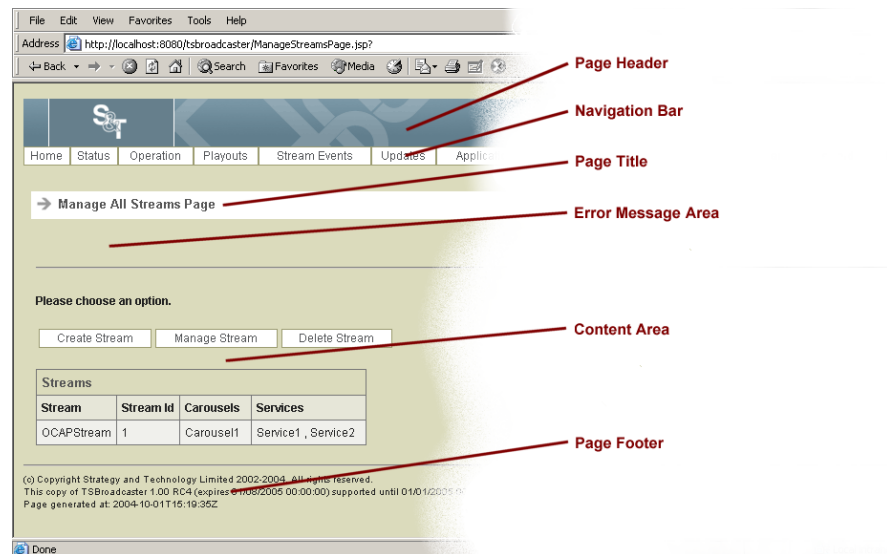 File Edit View Favorites Tools Help
Address http://localhost:8080/tsbroadcaster/ManageStreamsPage.jsp?
Back Search Favorites Media
Page Header
S&T
Navigation Bar
Home Status Operation Playouts Stream Events Updates Applic
Page Title
Manage All Streams Page
Error Message Area
Please choose an option.
Create Stream Manage Stream Delete Stream
Content Area
Streams
Stream Stream Id Carousels Services
OCAPStream 1 Carousel1 Service1 , Service2
Page Footer
(c) Copyright Strategy and Technology Limited 2002-2004. All rights reserved.
This copy of TSBroadcaster 1.00 RC4 (expires 01/08/2005 00:00:00) supported until 01/01/2005
Page generated at: 2004-10-01T15:19:35Z
Done